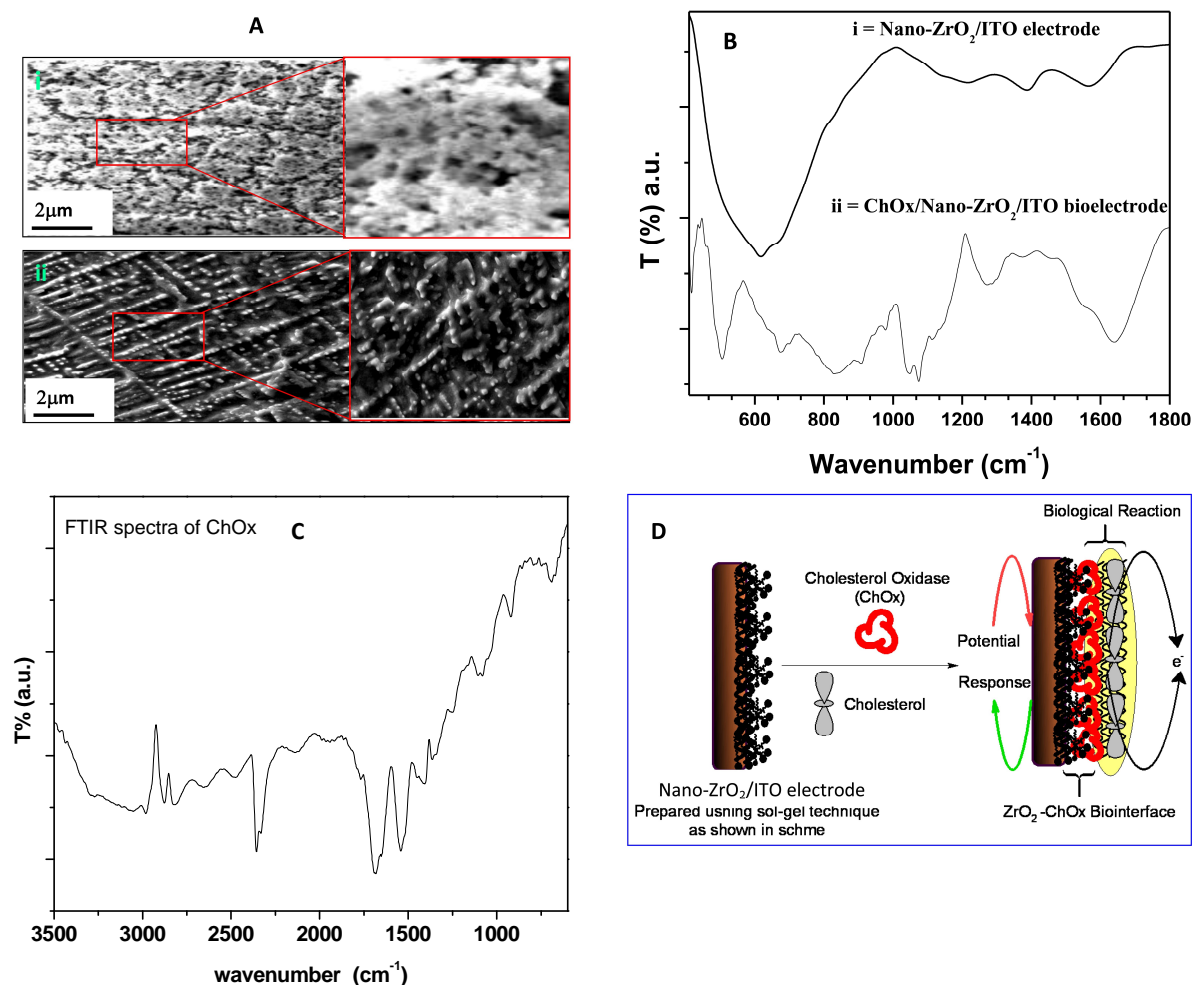 A
i
2μm
ii
2μm
B
i = Nano-ZrO2/ITO electrode
ii = ChOx/Nano-ZrO2/ITO bioelectrode
T (%) a.u.
600 800 1000 1200 1400 1600 1800
Wavenumber (cm-1)
FTIR spectra of ChOx
C
T% (a.u.)
3500 3000 2500 2000 1500 1000
wavenumber (cm-1)
D
Biological Reaction
Cholesterol Oxidase
(ChOx)
Potential
Response
Cholesterol
e-
Nano-ZrO2/ITO electrode
Prepared usning sol-gel technique
as shown in schme
ZrO2-ChOx Biointerface